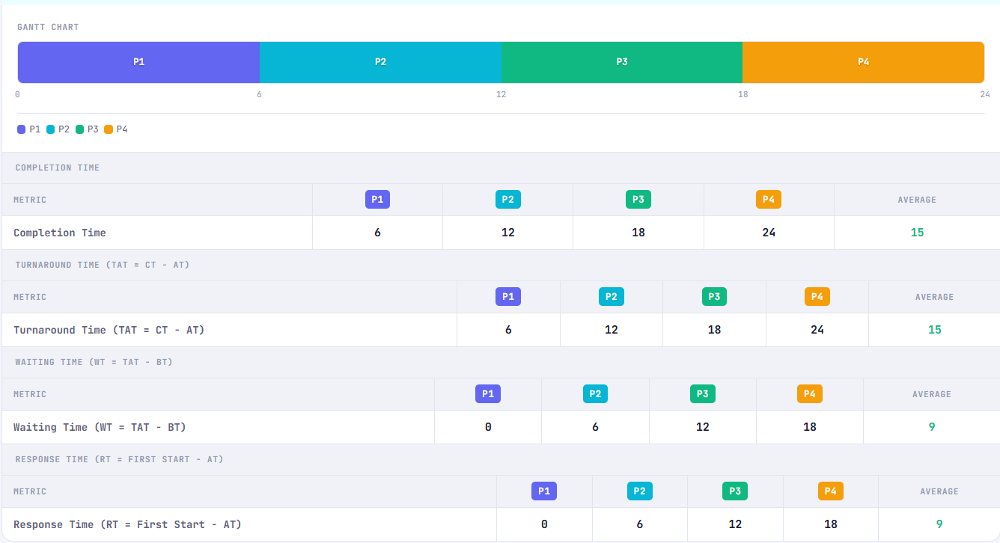 GANTT CHART
P1 P2 P3 P4
0 6 12 18 24
P1 P2 P3 P4
COMPLETION TIME
METRIC P1 P2 P3 P4 AVERAGE
Completion Time 6 12 18 24 15
TURNAROUND TIME (TAT = CT - AT)
METRIC P1 P2 P3 P4 AVERAGE
Turnaround Time (TAT = CT - AT) 6 12 18 24 15
WAITING TIME (WT = TAT - BT)
METRIC P1 P2 P3 P4 AVERAGE
Waiting Time (WT = TAT - BT) 0 6 12 18 9
RESPONSE TIME (RT = FIRST START - AT)
METRIC P1 P2 P3 P4 AVERAGE
Response Time (RT = First Start - AT) 0 6 12 18 9